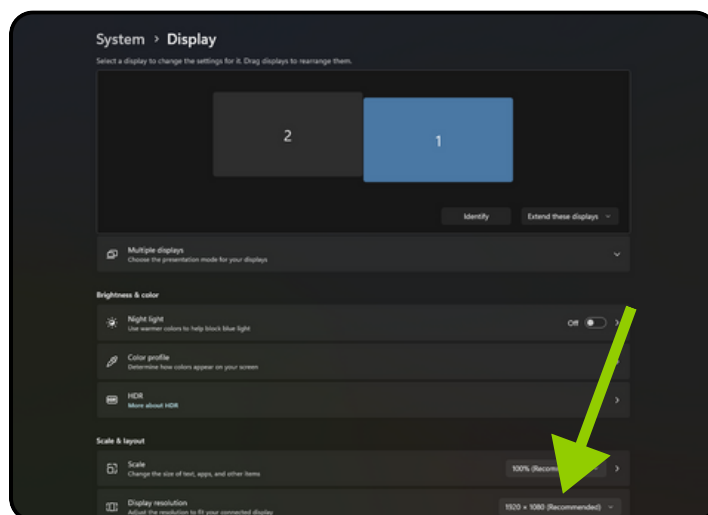 System > Display
Select a display to change the settings for it. Drag displays to rearrange them.
2
1
Identify
Extend these displays
Multiple displays
Choose the presentation mode for your displays
Brightness & color
Night light
Use warmer colors to help block blue light
Off
Color profile
Determine how colors appear on your screen
HDR
More about HDR
Scale & layout
Scale
Change the size of text, apps, and other items
100%
Display resolution
Adjust the resolution to fit your connected display
1920 × 1080 (Recommended)